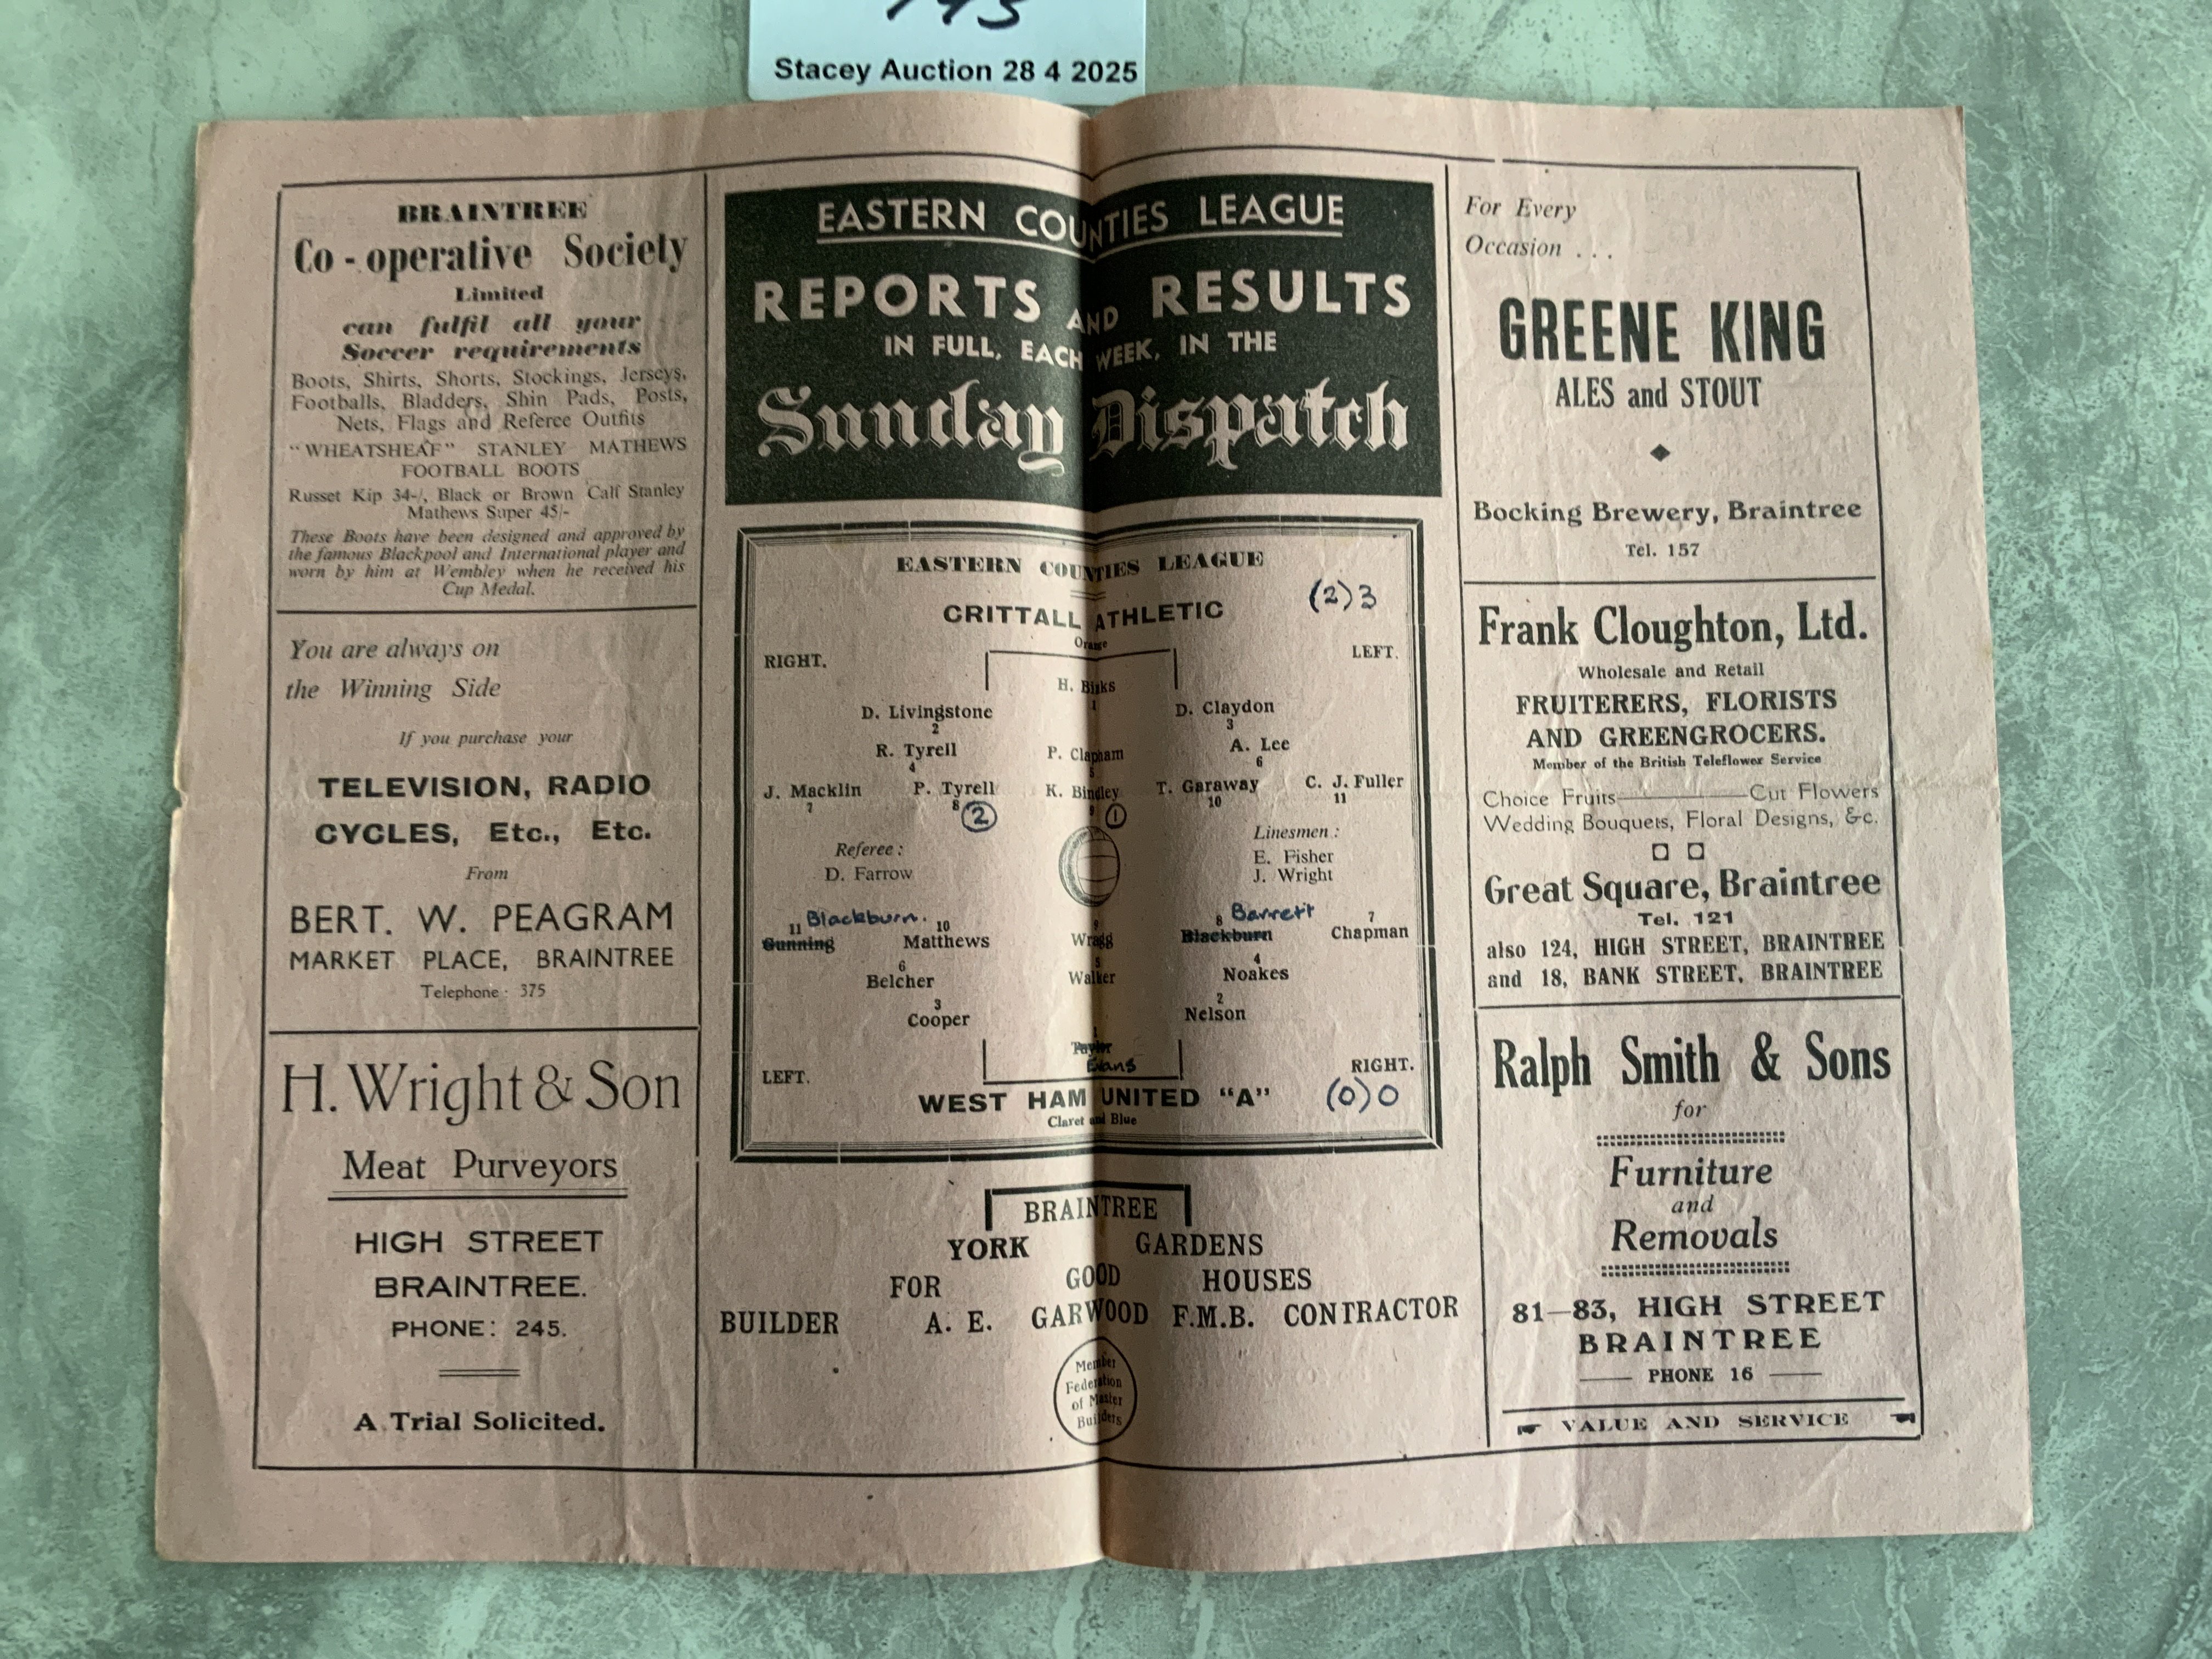 Stacey Auction 28 4 2025
BRAINTREE
Co-operative Society
Limited
can fulfil all your
Soccer requirements
Boots, Shirts, Shorts, Stockings, Jerseys,
Footballs, Bladders, Shin Pads, Posts,
Nets, Flags and Referee Outfits
"WHEATSHEAF" STANLEY MATHEWS
FOOTBALL BOOTS
Russet Kip 34-/, Black or Brown Calf Stanley
Mathews Super 45/-
These Boots have been designed and approved by
the famous Blackpool and International player and
worn by him at Wembley when he received his
Cup Medal.
You are always on
the Winning Side
If you purchase your
TELEVISION, RADIO
CYCLES, Etc., Etc.
From
BERT. W. PEAGRAM
MARKET PLACE, BRAINTREE
Telephone 375
H. Wright & Son
Meat Purveyors
HIGH STREET
BRAINTREE.
PHONE: 245.
A Trial Solicited.
EASTERN COUNTIES LEAGUE
REPORTS AND RESULTS
IN FULL, EACH WEEK, IN THE
Sunday Dispatch
EASTERN COUNTIES LEAGUE
CRITTALL ATHLETIC (2) 3
Orange
RIGHT. LEFT.
H. Binks
1
D. Livingstone D. Claydon
2 3
R. Tyrell P. Clapham A. Lee
4 5 6
J. Macklin P. Tyrell K. Bindley T. Garaway C. J. Fuller
7 8 9 10 11
2 1
Referee: Linesmen:
D. Farrow E. Fisher
J. Wright
Blackburn. Barrett
11 10 9 8 7
Gunning Matthews Wragg Blackburn Chapman
6 5 4
Belcher Walker Noakes
3 2
Cooper Nelson
1
Taylor
Evans
LEFT. RIGHT.
WEST HAM UNITED "A" (0) 0
Claret and Blue
BRAINTREE
YORK GARDENS
FOR GOOD HOUSES
BUILDER A. E. GARWOOD F.M.B. CONTRACTOR
Member
Federation
of Master
Builders
For Every
Occasion . . .
GREENE KING
ALES and STOUT
Bocking Brewery, Braintree
Tel. 157
Frank Cloughton, Ltd.
Wholesale and Retail
FRUITERERS, FLORISTS
AND GREENGROCERS.
Member of the British Teleflower Service
Choice Fruits—Cut Flowers
Wedding Bouquets, Floral Designs, &c.
Great Square, Braintree
Tel. 121
also 124, HIGH STREET, BRAINTREE
and 18, BANK STREET, BRAINTREE
Ralph Smith & Sons
for
Furniture
and
Removals
81—83, HIGH STREET
BRAINTREE
PHONE 16
VALUE AND SERVICE